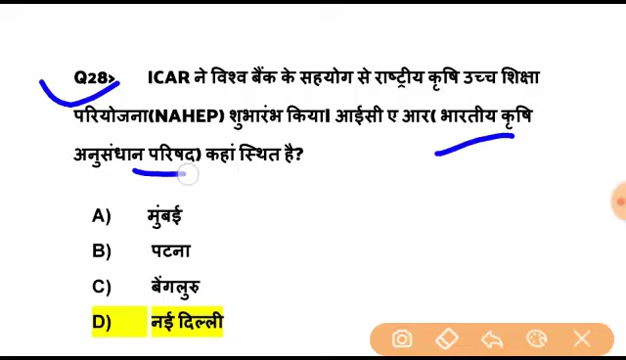 Q28>. ICAR ने विश्व बैंक के सहयोग से राष्ट्रीय कृषि उच्च शिक्षा
परियोजना(NAHEP) शुभारंभ किया। आईसी ए आर( भारतीय कृषि
अनुसंधान परिषद) कहां स्थित है?
A) मुंबई
B) पटना
C) बेंगलुरु
D) नई दिल्ली